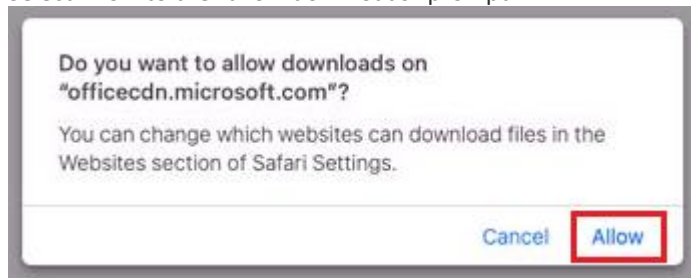 Do you want to allow downloads on
“officecdn.microsoft.com”?
You can change which websites can download files in the
Websites section of Safari Settings.
Cancel Allow